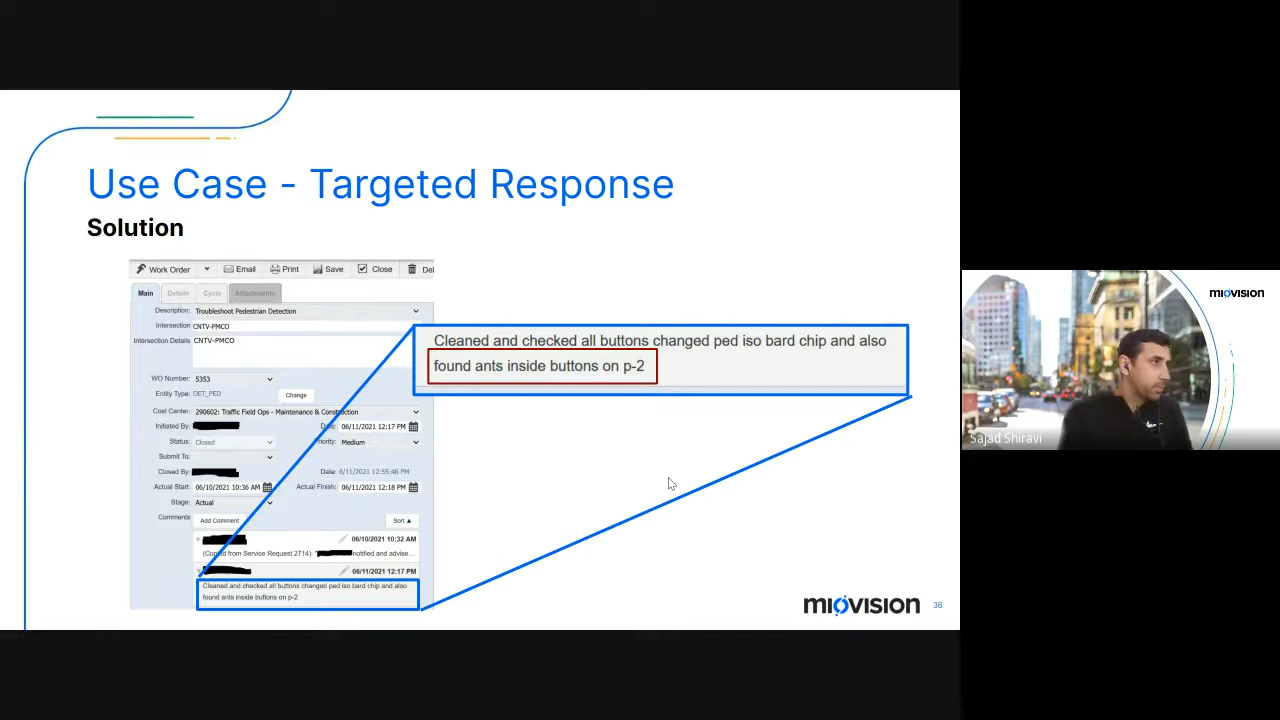 Use Case - Targeted Response
Solution
Work Order Email Print Save Close Del
Main Details Cycle Attachments
Description: Troubleshoot Pedestrian Detection
Intersection CNTV-PMCO
Intersection Details CNTV-PMCO
WO Number: 5353
Entity Type: DET_PED Change
Cost Center: 290602: Traffic Field Ops - Maintenance & Construction
Initiated By: Date: 06/11/2021 12:17 PM
Status: Closed Priority: Medium
Submit To:
Closed By: Date: 6/11/2021 12:55:46 PM
Actual Start: 06/10/2021 10:36 AM Actual Finish: 06/11/2021 12:18 PM
Stage: Actual
Comments Add Comment Sort ▲
06/10/2021 10:32 AM
(Copied from Service Request 2714): " notified and advise...
06/11/2021 12:17 PM
Cleaned and checked all buttons changed ped iso bard chip and also
found ants inside buttons on p-2
Cleaned and checked all buttons changed ped iso bard chip and also
found ants inside buttons on p-2
miovision 36
miovision
Sajad Shiravi